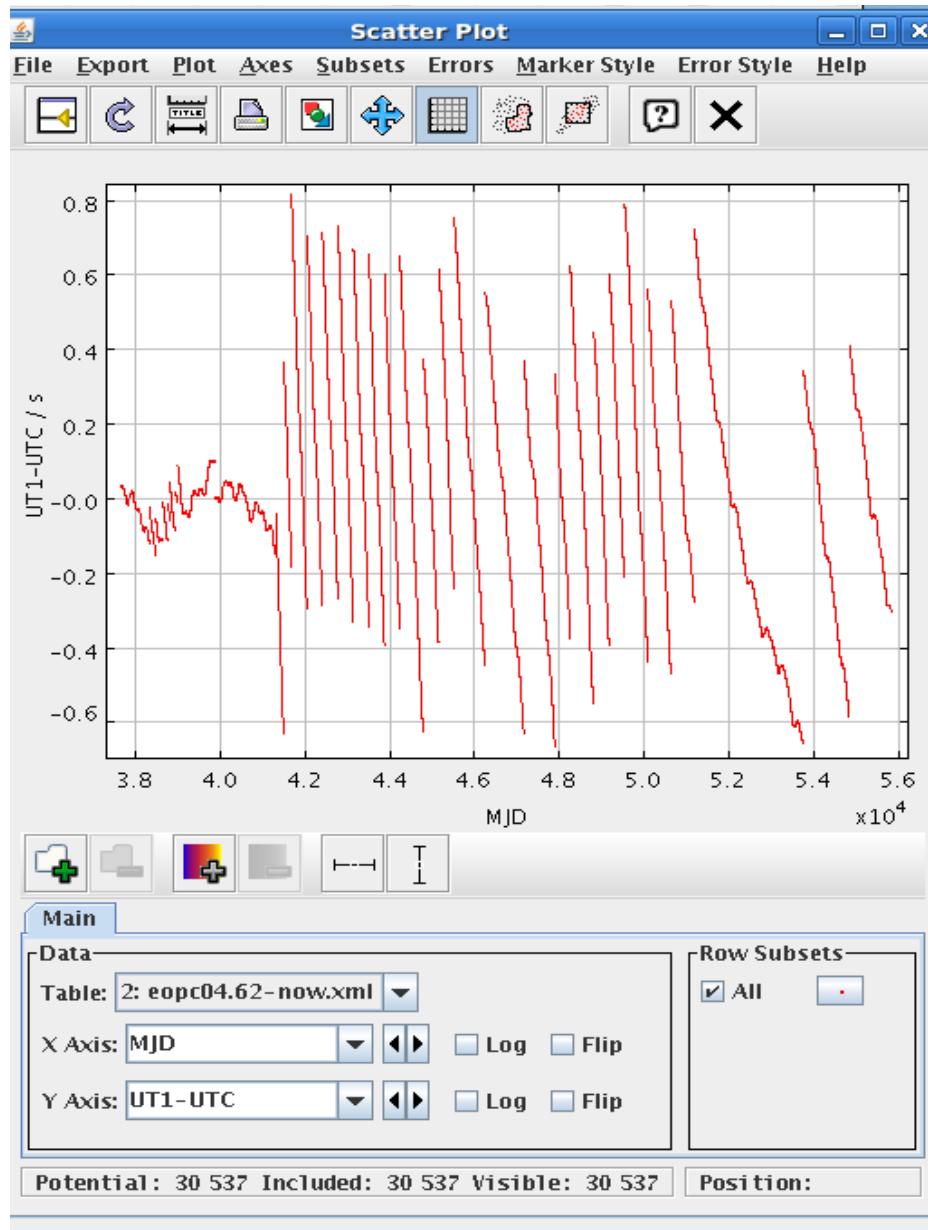 Scatter Plot
File Export Plot Axes Subsets Errors Marker Style Error Style Help
TITLE
?
0.8
0.6
0.4
0.2
-0.0
-0.2
-0.4
-0.6
UT1-UTC / s
3.8 4.0 4.2 4.4 4.6 4.8 5.0 5.2 5.4 5.6
MJD x10⁴
Main
Data Row Subsets
Table: 2: eopc04.62-now.xml All
X Axis: MJD Log Flip
Y Axis: UT1-UTC Log Flip
Potential: 30 537 Included: 30 537 Visible: 30 537 Position: